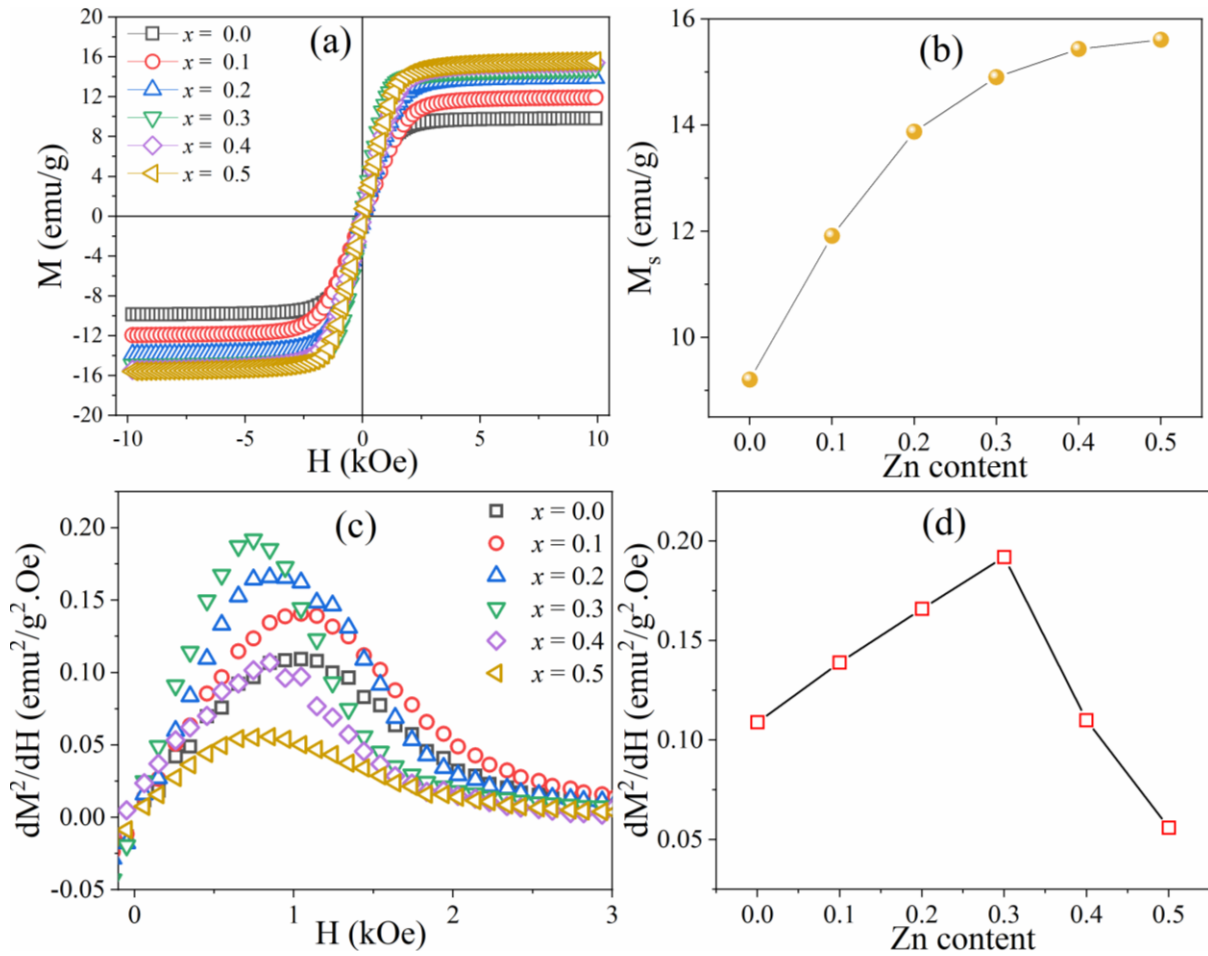 (a)
x = 0.0
x = 0.1
x = 0.2
x = 0.3
x = 0.4
x = 0.5
20
16
12
8
4
0
-4
-8
-12
-16
-20
M (emu/g)
-10
-5
0
5
10
H (kOe)
(b)
16
14
12
10
Ms (emu/g)
0.0
0.1
0.2
0.3
0.4
0.5
Zn content
(c)
x = 0.0
x = 0.1
x = 0.2
x = 0.3
x = 0.4
x = 0.5
0.20
0.15
0.10
0.05
0.00
-0.05
dM²/dH (emu²/g².Oe)
0
1
2
3
H (kOe)
(d)
0.20
0.15
0.10
0.05
dM²/dH (emu²/g².Oe)
0.0
0.1
0.2
0.3
0.4
0.5
Zn content